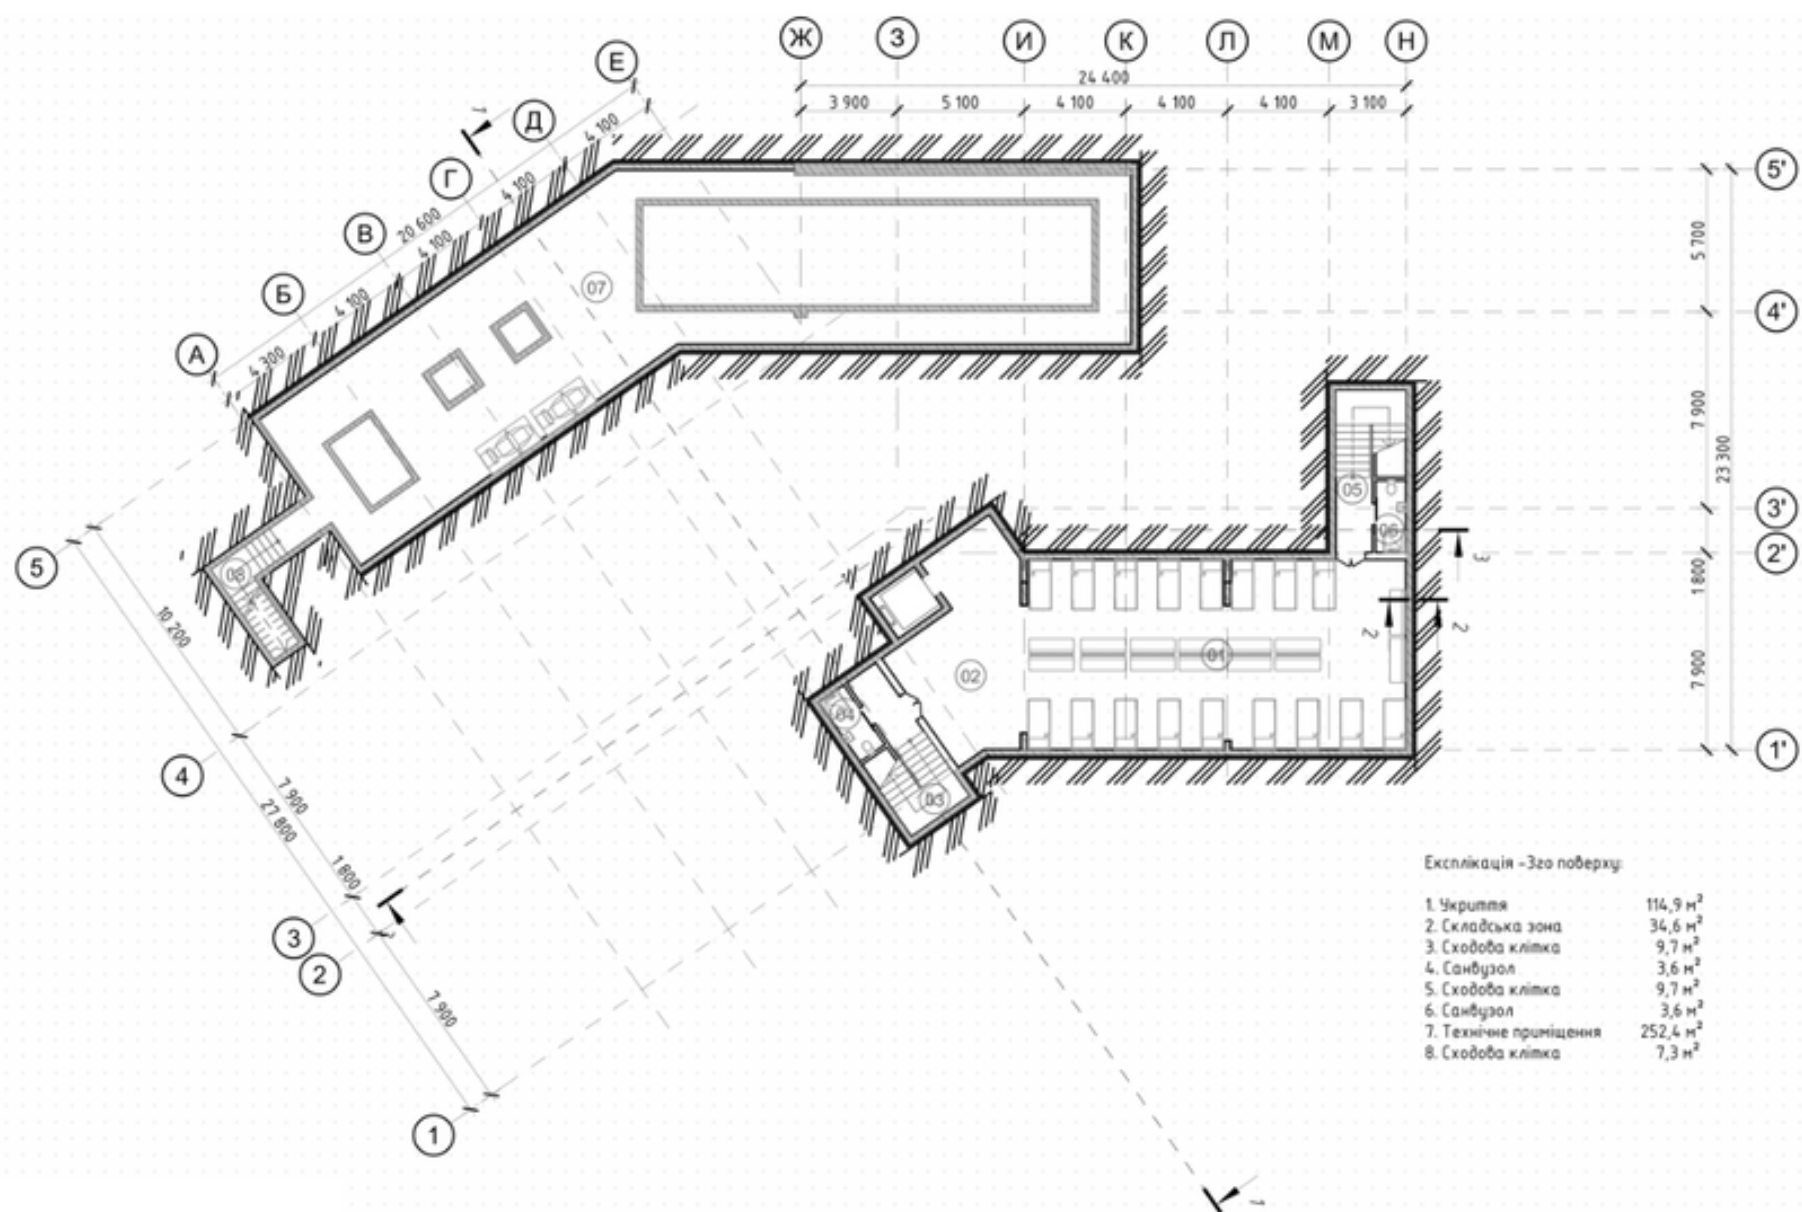 Ж З И К Л М Н
24 400
3 900 5 100 4 100 4 100 4 100 3 100
А Б В Г Д Е
20 600
4 300 4 100 4 100 4 100 4 100
1
5'
4'
3'
2'
1'
5 700
7 900
1 800
7 900
23 300
5
4
3
2
1
10 200
7 900
1 800
7 900
27 800
07
08
05
06
02
01
04
03
3
2 2
1
Експлікація -3го поверху:
1. Укриття 114,9 м²
2. Складська зона 34,6 м²
3. Сходова клітка 9,7 м²
4. Санвузол 3,6 м²
5. Сходова клітка 9,7 м²
6. Санвузол 3,6 м²
7. Технічне приміщення 252,4 м²
8. Сходова клітка 7,3 м²